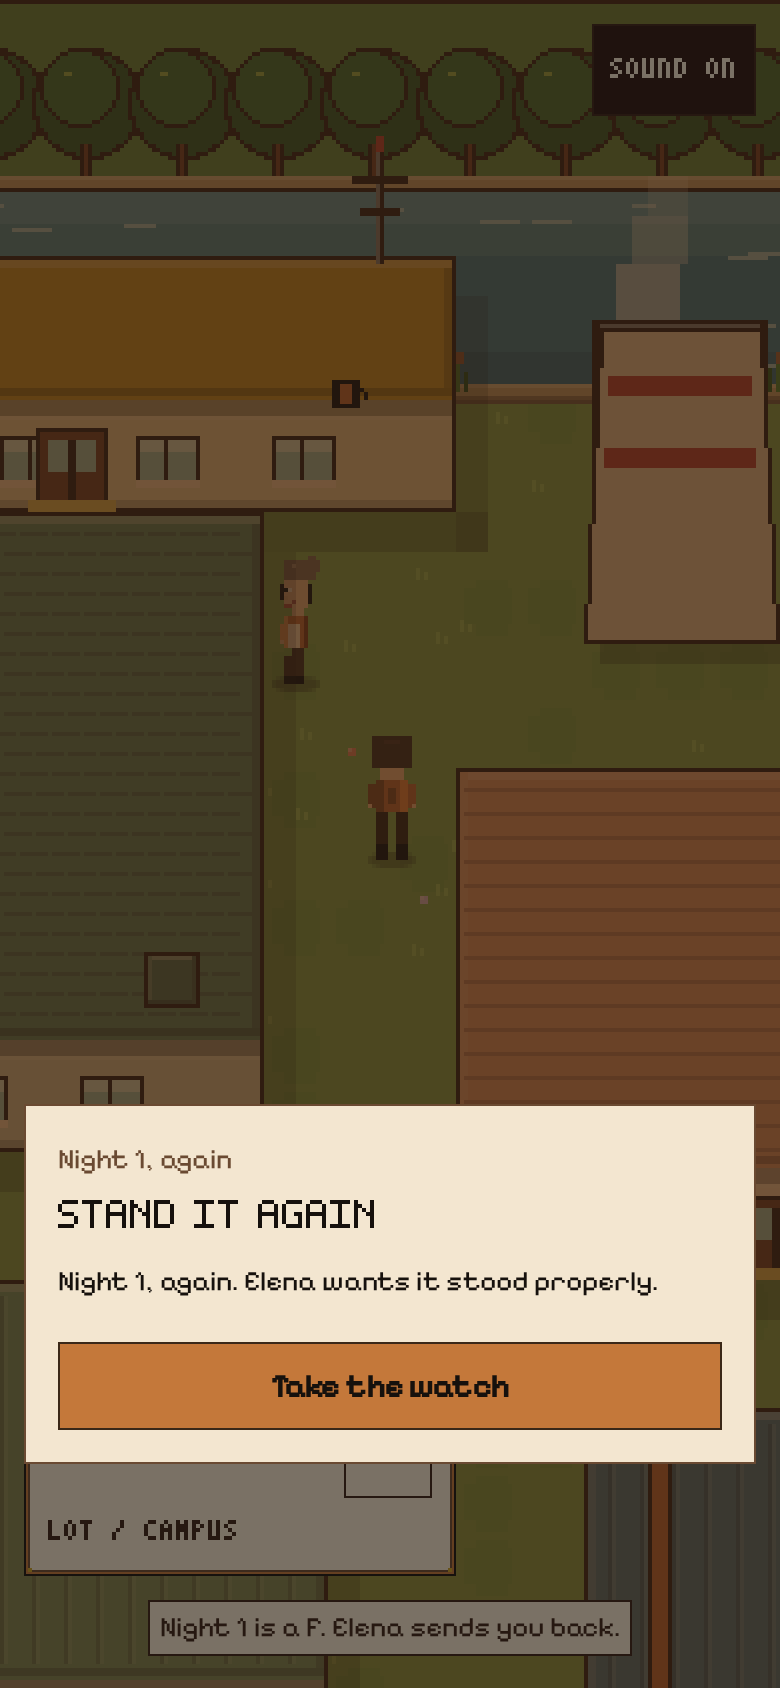 SOUND ON
Night 1, again
STAND IT AGAIN
Night 1, again. Elena wants it stood properly.
Take the watch
LOT / CAMPUS
Night 1 is a F. Elena sends you back.